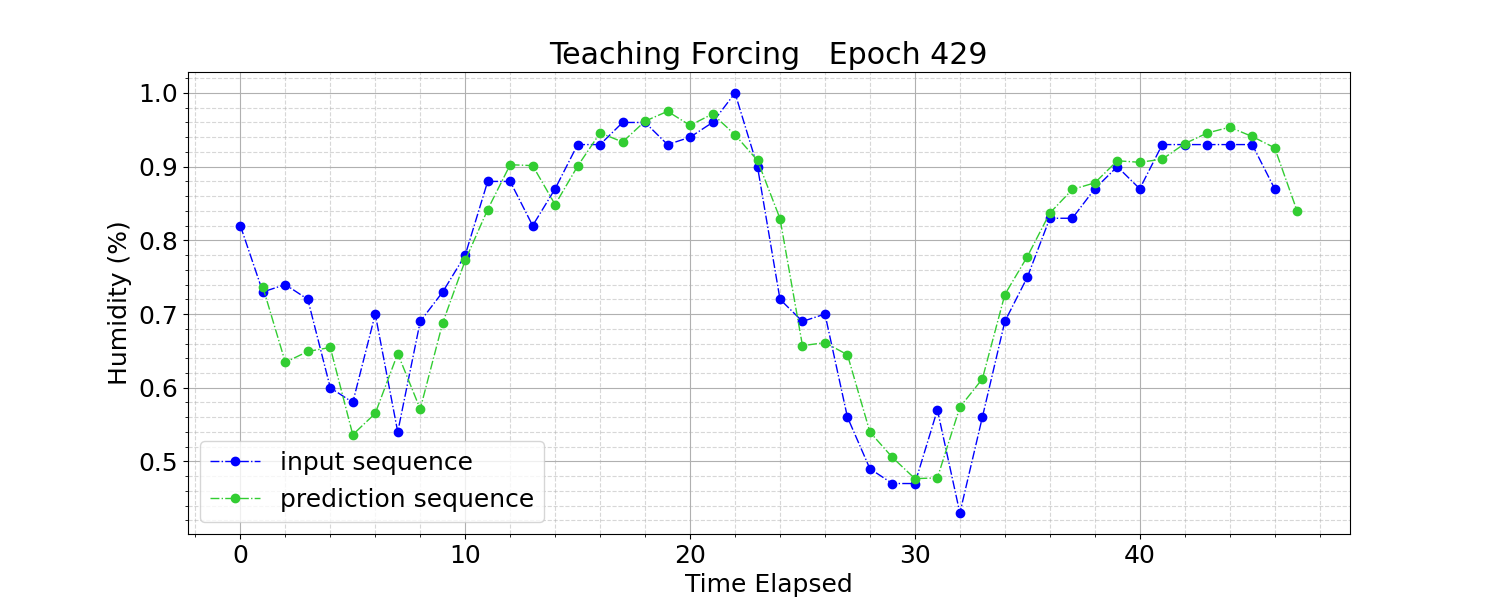 Teaching Forcing   Epoch 429
1.0
0.9
0.8
0.7
0.6
0.5
Humidity (%)
input sequence
prediction sequence
0 10 20 30 40
Time Elapsed